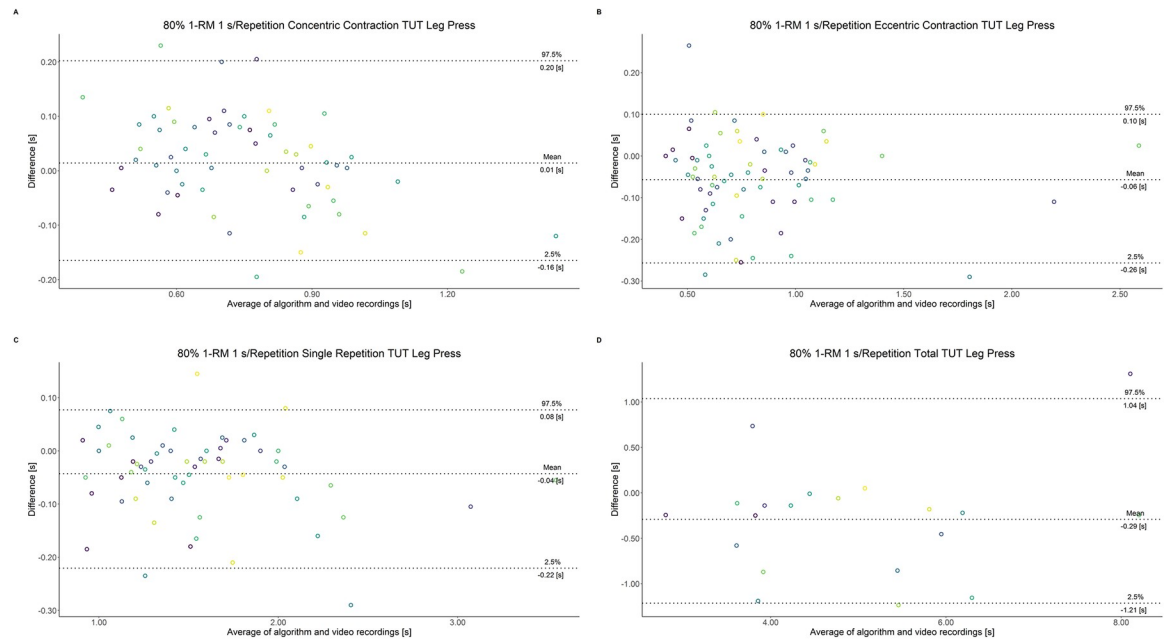 A
80% 1-RM 1 s/Repetition Concentric Contraction TUT Leg Press
Difference [s]
0.20
0.10
0.00
-0.10
-0.20
97.5%
0.20 [s]
Mean
0.01 [s]
2.5%
-0.16 [s]
0.60
0.90
1.20
Average of algorithm and video recordings [s]
B
80% 1-RM 1 s/Repetition Eccentric Contraction TUT Leg Press
Difference [s]
0.20
0.10
0.00
-0.10
-0.20
-0.30
97.5%
0.10 [s]
Mean
-0.06 [s]
2.5%
-0.26 [s]
0.50
1.00
1.50
2.00
2.50
Average of algorithm and video recordings [s]
C
80% 1-RM 1 s/Repetition Single Repetition TUT Leg Press
Difference [s]
0.10
0.00
-0.10
-0.20
-0.30
97.5%
0.08 [s]
Mean
-0.04 [s]
2.5%
-0.22 [s]
1.00
2.00
3.00
Average of algorithm and video recordings [s]
D
80% 1-RM 1 s/Repetition Total TUT Leg Press
Difference [s]
1.00
0.00
-0.50
-1.00
97.5%
1.04 [s]
Mean
-0.29 [s]
2.5%
-1.21 [s]
4.00
6.00
8.00
Average of algorithm and video recordings [s]